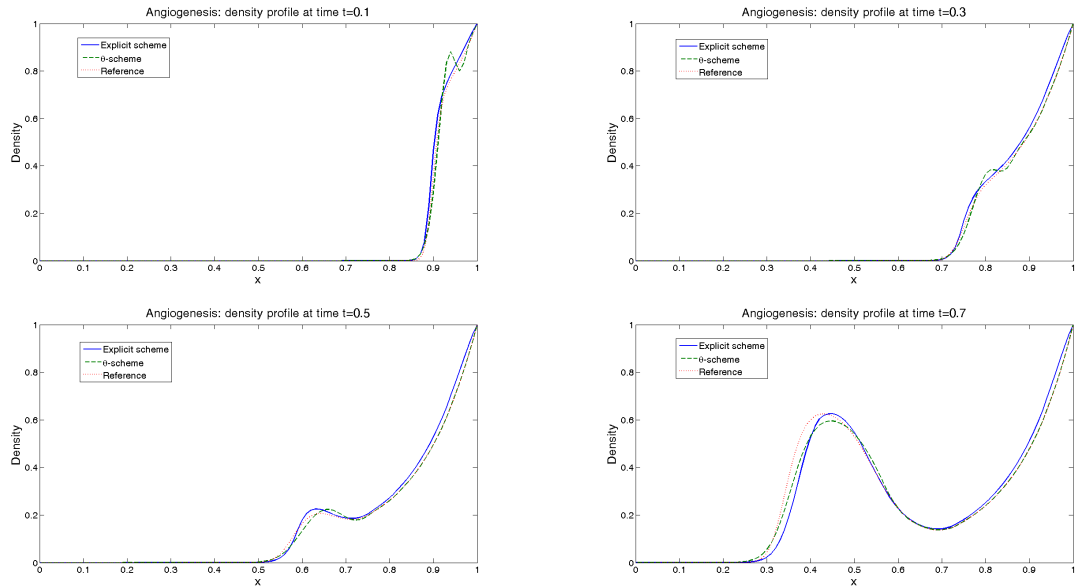 Angiogenesis: density profile at time t=0.1
1
0.8
0.6
0.4
0.2
0
Density
Explicit scheme
θ-scheme
Reference
0 0.1 0.2 0.3 0.4 0.5 0.6 0.7 0.8 0.9 1
x
Angiogenesis: density profile at time t=0.3
1
0.8
0.6
0.4
0.2
0
Density
Explicit scheme
θ-scheme
Reference
0 0.1 0.2 0.3 0.4 0.5 0.6 0.7 0.8 0.9 1
x
Angiogenesis: density profile at time t=0.5
1
0.8
0.6
0.4
0.2
0
Density
Explicit scheme
θ-scheme
Reference
0 0.1 0.2 0.3 0.4 0.5 0.6 0.7 0.8 0.9 1
x
Angiogenesis: density profile at time t=0.7
1
0.8
0.6
0.4
0.2
0
Density
Explicit scheme
θ-scheme
Reference
0 0.1 0.2 0.3 0.4 0.5 0.6 0.7 0.8 0.9 1
x